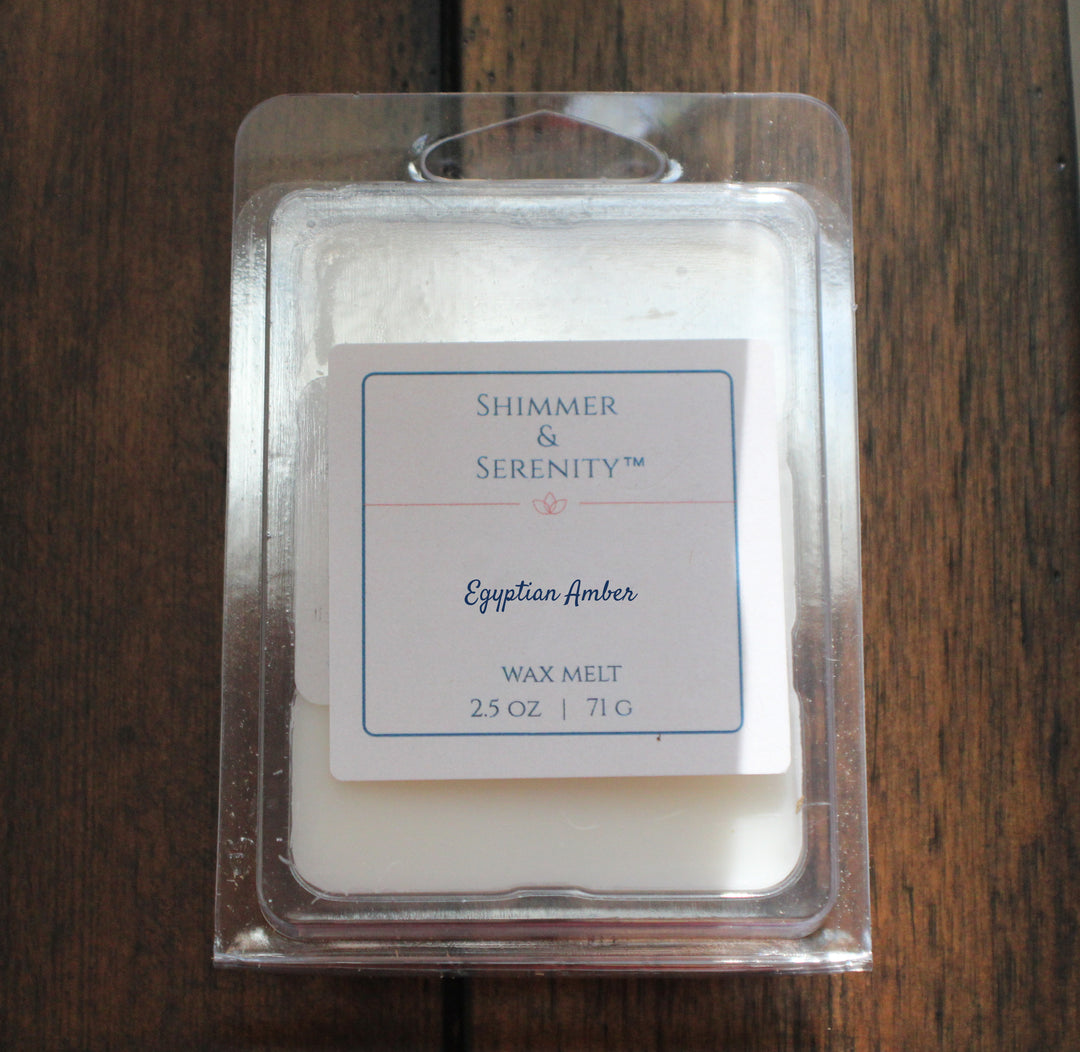 SHIMMER
&
SERENITY™
Egyptian Amber
WAX MELT
2.5 OZ | 71 G